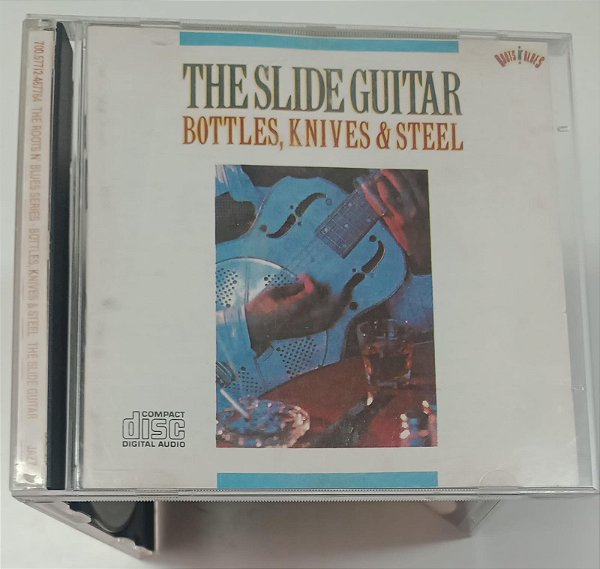 THE SLIDE GUITAR
BOTTLES, KNIVES & STEEL
ROOTS N' BLUES
COMPACT
disc
DIGITAL AUDIO
THE ROOTS N' BLUES SERIES - BOTTLES, KNIVES & STEEL THE SLIDE GUITAR